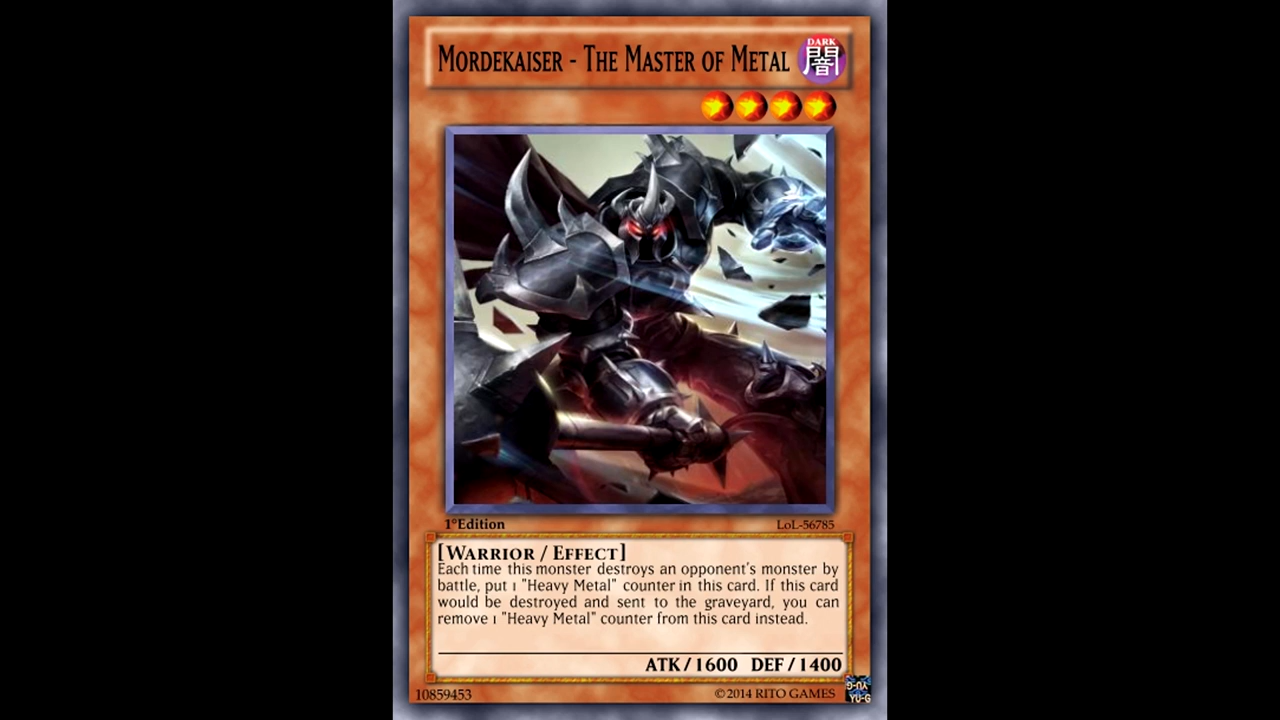 MORDEKAISER - THE MASTER OF METAL
DARK
闇
1°Edition
LoL-56785
[WARRIOR / EFFECT]
Each time this monster destroys an opponent's monster by
battle, put 1 "Heavy Metal" counter in this card. If this card
would be destroyed and sent to the graveyard, you can
remove 1 "Heavy Metal" counter from this card instead.
ATK / 1600 DEF / 1400
10859453
© 2014 RITO GAMES